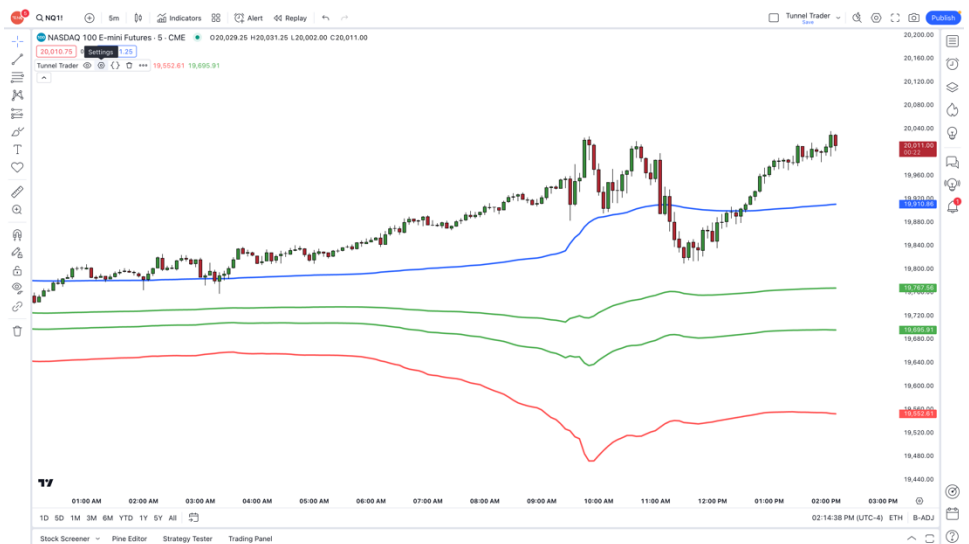 NQ1!
5m
Indicators
Alert
Replay
Tunnel Trader
Save
Publish
NASDAQ 100 E-mini Futures · 5 · CME
O20,029.25 H20,031.25 L20,002.00 C20,011.00
20,010.75
1.25
Settings
Tunnel Trader
19,552.61 19,695.91
20,200.00
20,160.00
20,120.00
20,080.00
20,040.00
20,011.00
00:22
19,960.00
19,920.00
19,910.86
19,880.00
19,840.00
19,800.00
19,767.56
19,720.00
19,695.91
19,680.00
19,640.00
19,600.00
19,552.61
19,520.00
19,480.00
19,440.00
01:00 AM 02:00 AM 03:00 AM 04:00 AM 05:00 AM 06:00 AM 07:00 AM 08:00 AM 09:00 AM 10:00 AM 11:00 AM 12:00 PM 01:00 PM 02:00 PM 03:00 PM
1D 5D 1M 3M 6M YTD 1Y 5Y All
02:14:38 PM (UTC-4) ETH B-ADJ
Stock Screener Pine Editor Strategy Tester Trading Panel